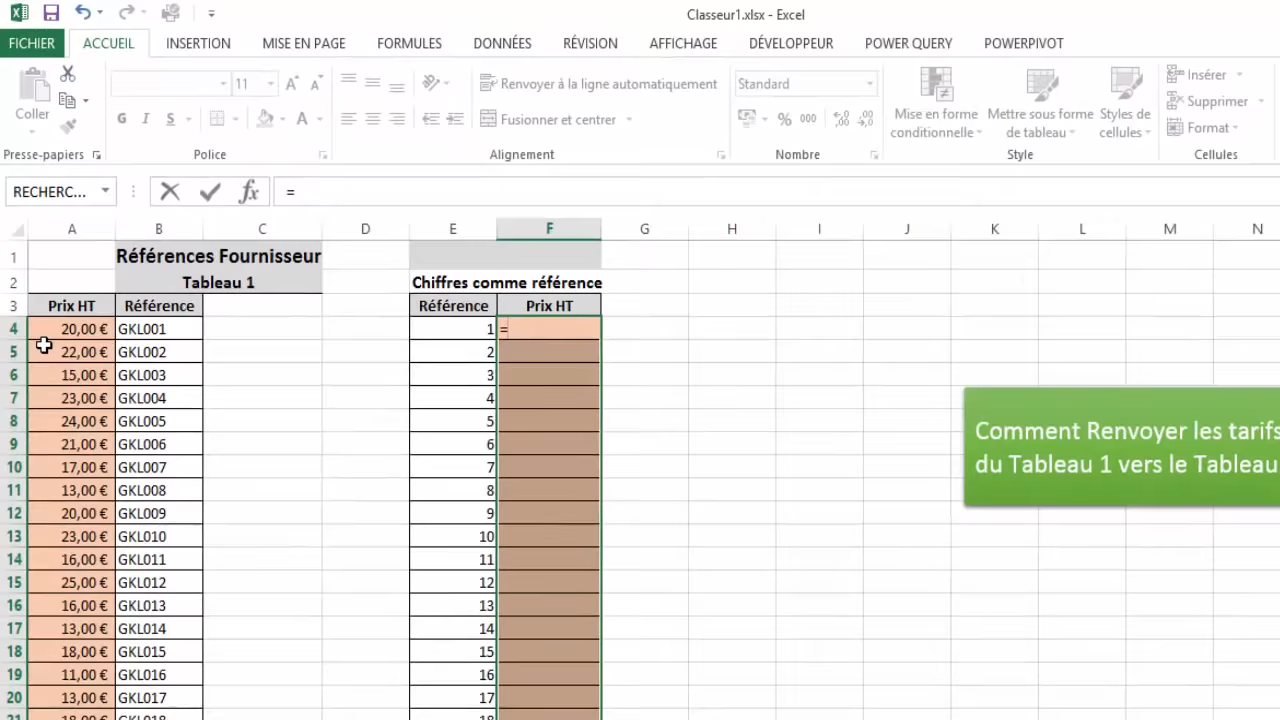 Classeur1.xlsx - Excel
FICHIER ACCUEIL INSERTION MISE EN PAGE FORMULES DONNÉES RÉVISION AFFICHAGE DÉVELOPPEUR POWER QUERY POWERPIVOT
Coller
11 A A Renvoyer à la ligne automatiquement Standard
G I S A Fusionner et centrer % 000 ,00
Mise en forme conditionnelle
Mettre sous forme de tableau
Styles de cellules
Insérer
Supprimer
Format
Presse-papiers Police Alignement Nombre Style Cellules
RECHERC... fx =
A B C D E F G H I J K L M N
1 Références Fournisseur
2 Tableau 1 Chiffres comme référence
3 Prix HT Référence Référence Prix HT
4 20,00 € GKL001 1 =
5 22,00 € GKL002 2
6 15,00 € GKL003 3
7 23,00 € GKL004 4
8 24,00 € GKL005 5
9 21,00 € GKL006 6
10 17,00 € GKL007 7
11 13,00 € GKL008 8
12 20,00 € GKL009 9
13 23,00 € GKL010 10
14 16,00 € GKL011 11
15 25,00 € GKL012 12
16 16,00 € GKL013 13
17 13,00 € GKL014 14
18 18,00 € GKL015 15
19 11,00 € GKL016 16
20 13,00 € GKL017 17
21 18,00 € GKL018 18
Comment Renvoyer les tarifs
du Tableau 1 vers le Tableau